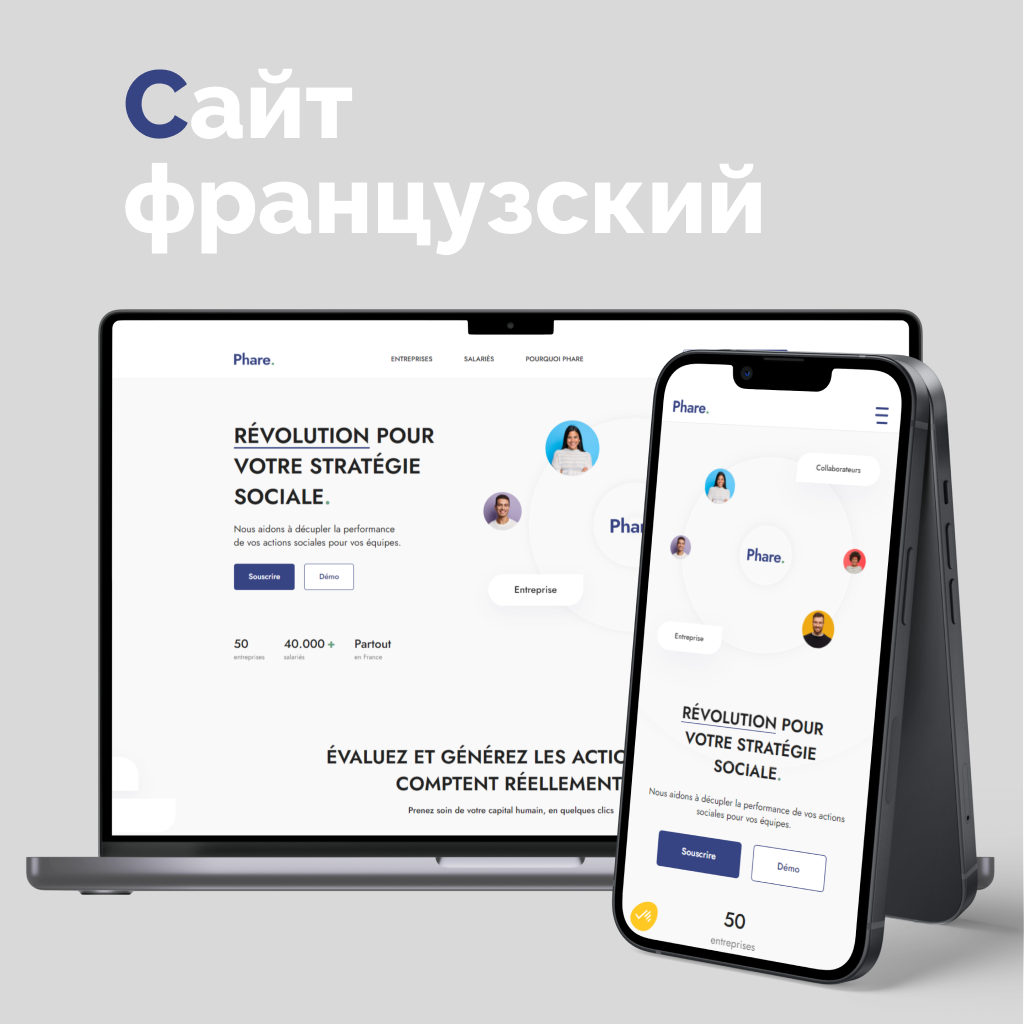 Сайт
французский
Phare.
ENTREPRISES SALARIÉS POURQUOI PHARE
RÉVOLUTION POUR
VOTRE STRATÉGIE
SOCIALE.
Nous aidons à décupler la performance
de vos actions sociales pour vos équipes.
Souscrire Démo
Entreprise
50 40.000 + Partout
entreprises salariés en France
ÉVALUEZ ET GÉNÉREZ LES
COMPTENT RÉELLEMENT
Prenez soin de votre capital humain, en quelques clics
Phare.
Collaborateurs
Phare.
Entreprise
RÉVOLUTION POUR
VOTRE STRATÉGIE
SOCIALE.
Nous aidons à décupler la performance de vos actions
sociales pour vos équipes.
Souscrire Démo
50
entreprises